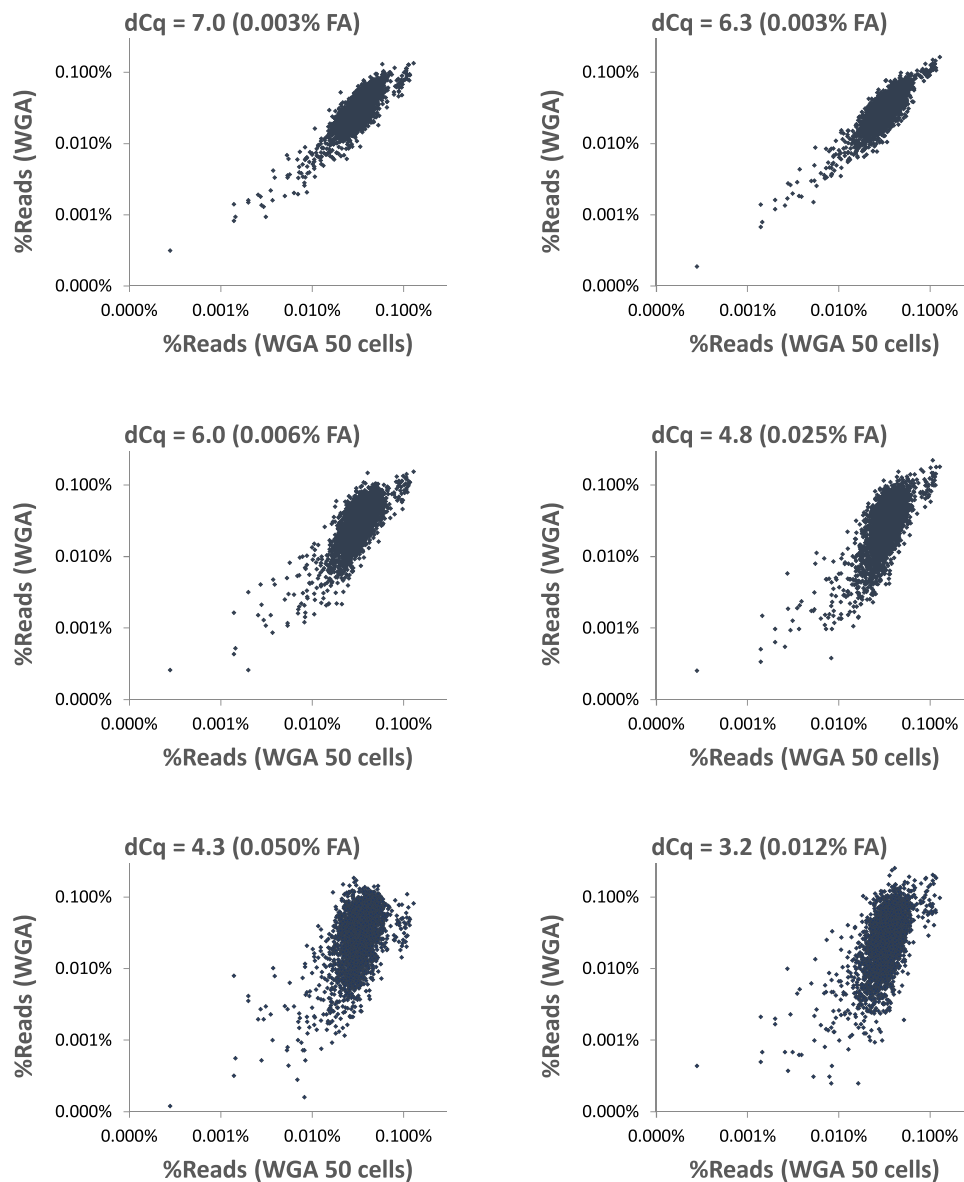 dCq = 7.0 (0.003% FA)
%Reads (WGA)
0.100%
0.010%
0.001%
0.000%
0.000% 0.001% 0.010% 0.100%
%Reads (WGA 50 cells)
dCq = 6.3 (0.003% FA)
%Reads (WGA)
0.100%
0.010%
0.001%
0.000%
0.000% 0.001% 0.010% 0.100%
%Reads (WGA 50 cells)
dCq = 6.0 (0.006% FA)
%Reads (WGA)
0.100%
0.010%
0.001%
0.000%
0.000% 0.001% 0.010% 0.100%
%Reads (WGA 50 cells)
dCq = 4.8 (0.025% FA)
%Reads (WGA)
0.100%
0.010%
0.001%
0.000%
0.000% 0.001% 0.010% 0.100%
%Reads (WGA 50 cells)
dCq = 4.3 (0.050% FA)
%Reads (WGA)
0.100%
0.010%
0.001%
0.000%
0.000% 0.001% 0.010% 0.100%
%Reads (WGA 50 cells)
dCq = 3.2 (0.012% FA)
%Reads (WGA)
0.100%
0.010%
0.001%
0.000%
0.000% 0.001% 0.010% 0.100%
%Reads (WGA 50 cells)